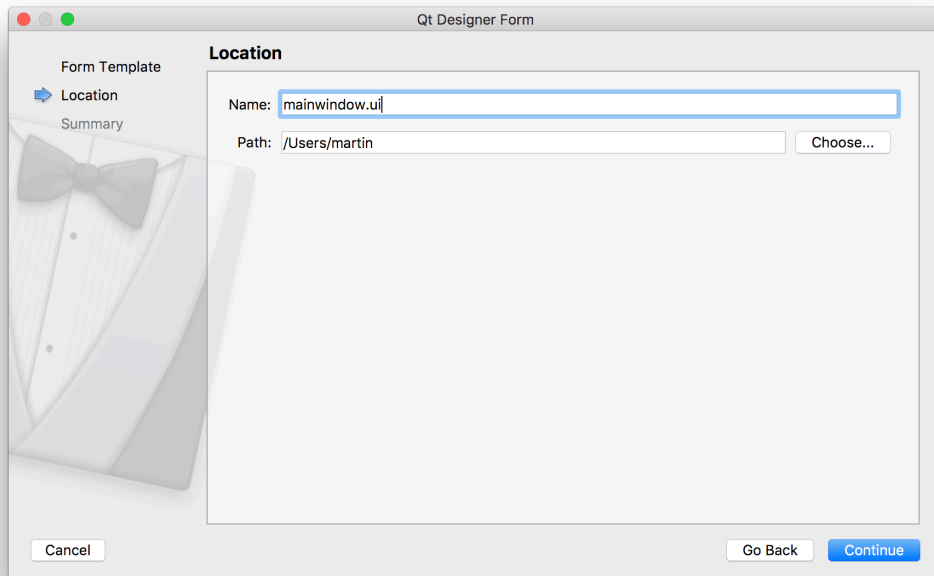 Qt Designer Form
Form Template
Location
Summary
Location
Name: mainwindow.ui
Path: /Users/martin Choose...
Cancel Go Back Continue